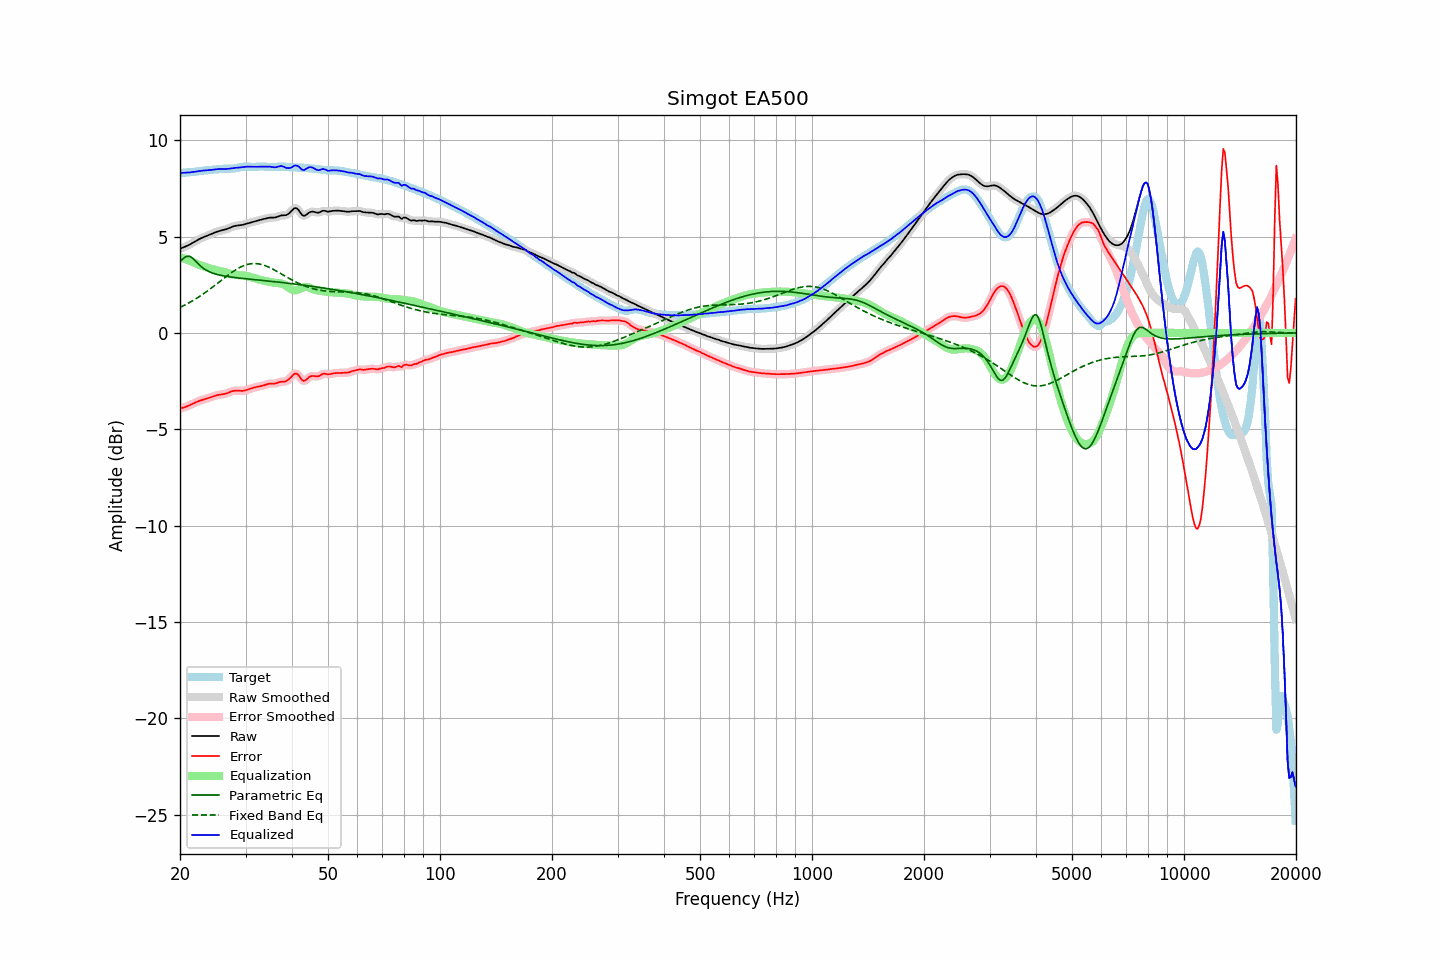 Simgot EA500
Amplitude (dBr)
10
5
0
−5
−10
−15
−20
−25
Target
Raw Smoothed
Error Smoothed
Raw
Error
Equalization
Parametric Eq
Fixed Band Eq
Equalized
20 50 100 200 500 1000 2000 5000 10000 20000
Frequency (Hz)